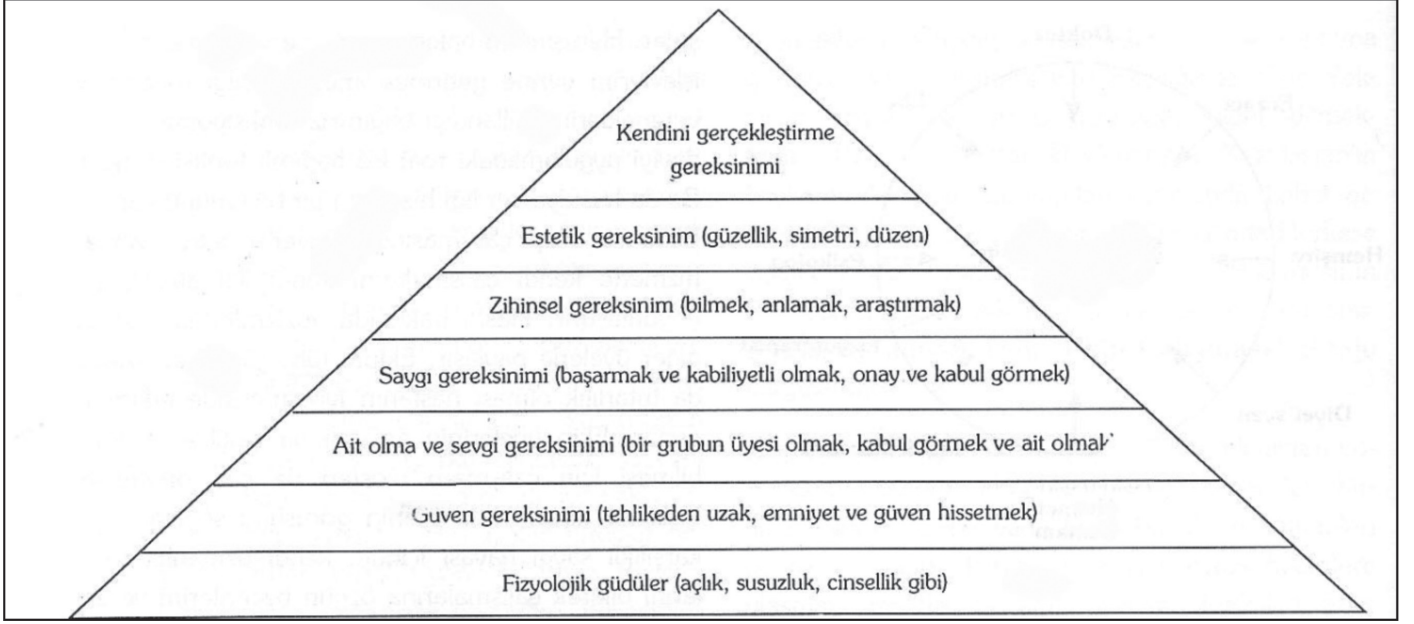 Kendini gerçekleştirme
gereksinimi
Estetik gereksinimi (güzellik, simetri, düzen)
Zihinsel gereksinim (bilmek, anlamak, araştırmak)
Saygı gereksinimi (başarmak ve kabiliyetli olmak, onay ve kabul görmek)
Ait olma ve sevgi gereksinimi (bir grubun üyesi olmak, kabul görmek ve ait olmak
Güven gereksinimi (tehlikeden uzak, emniyet ve güven hissetmek)
Fizyolojik güdüler (açlık, susuzluk, cinsellik gibi)